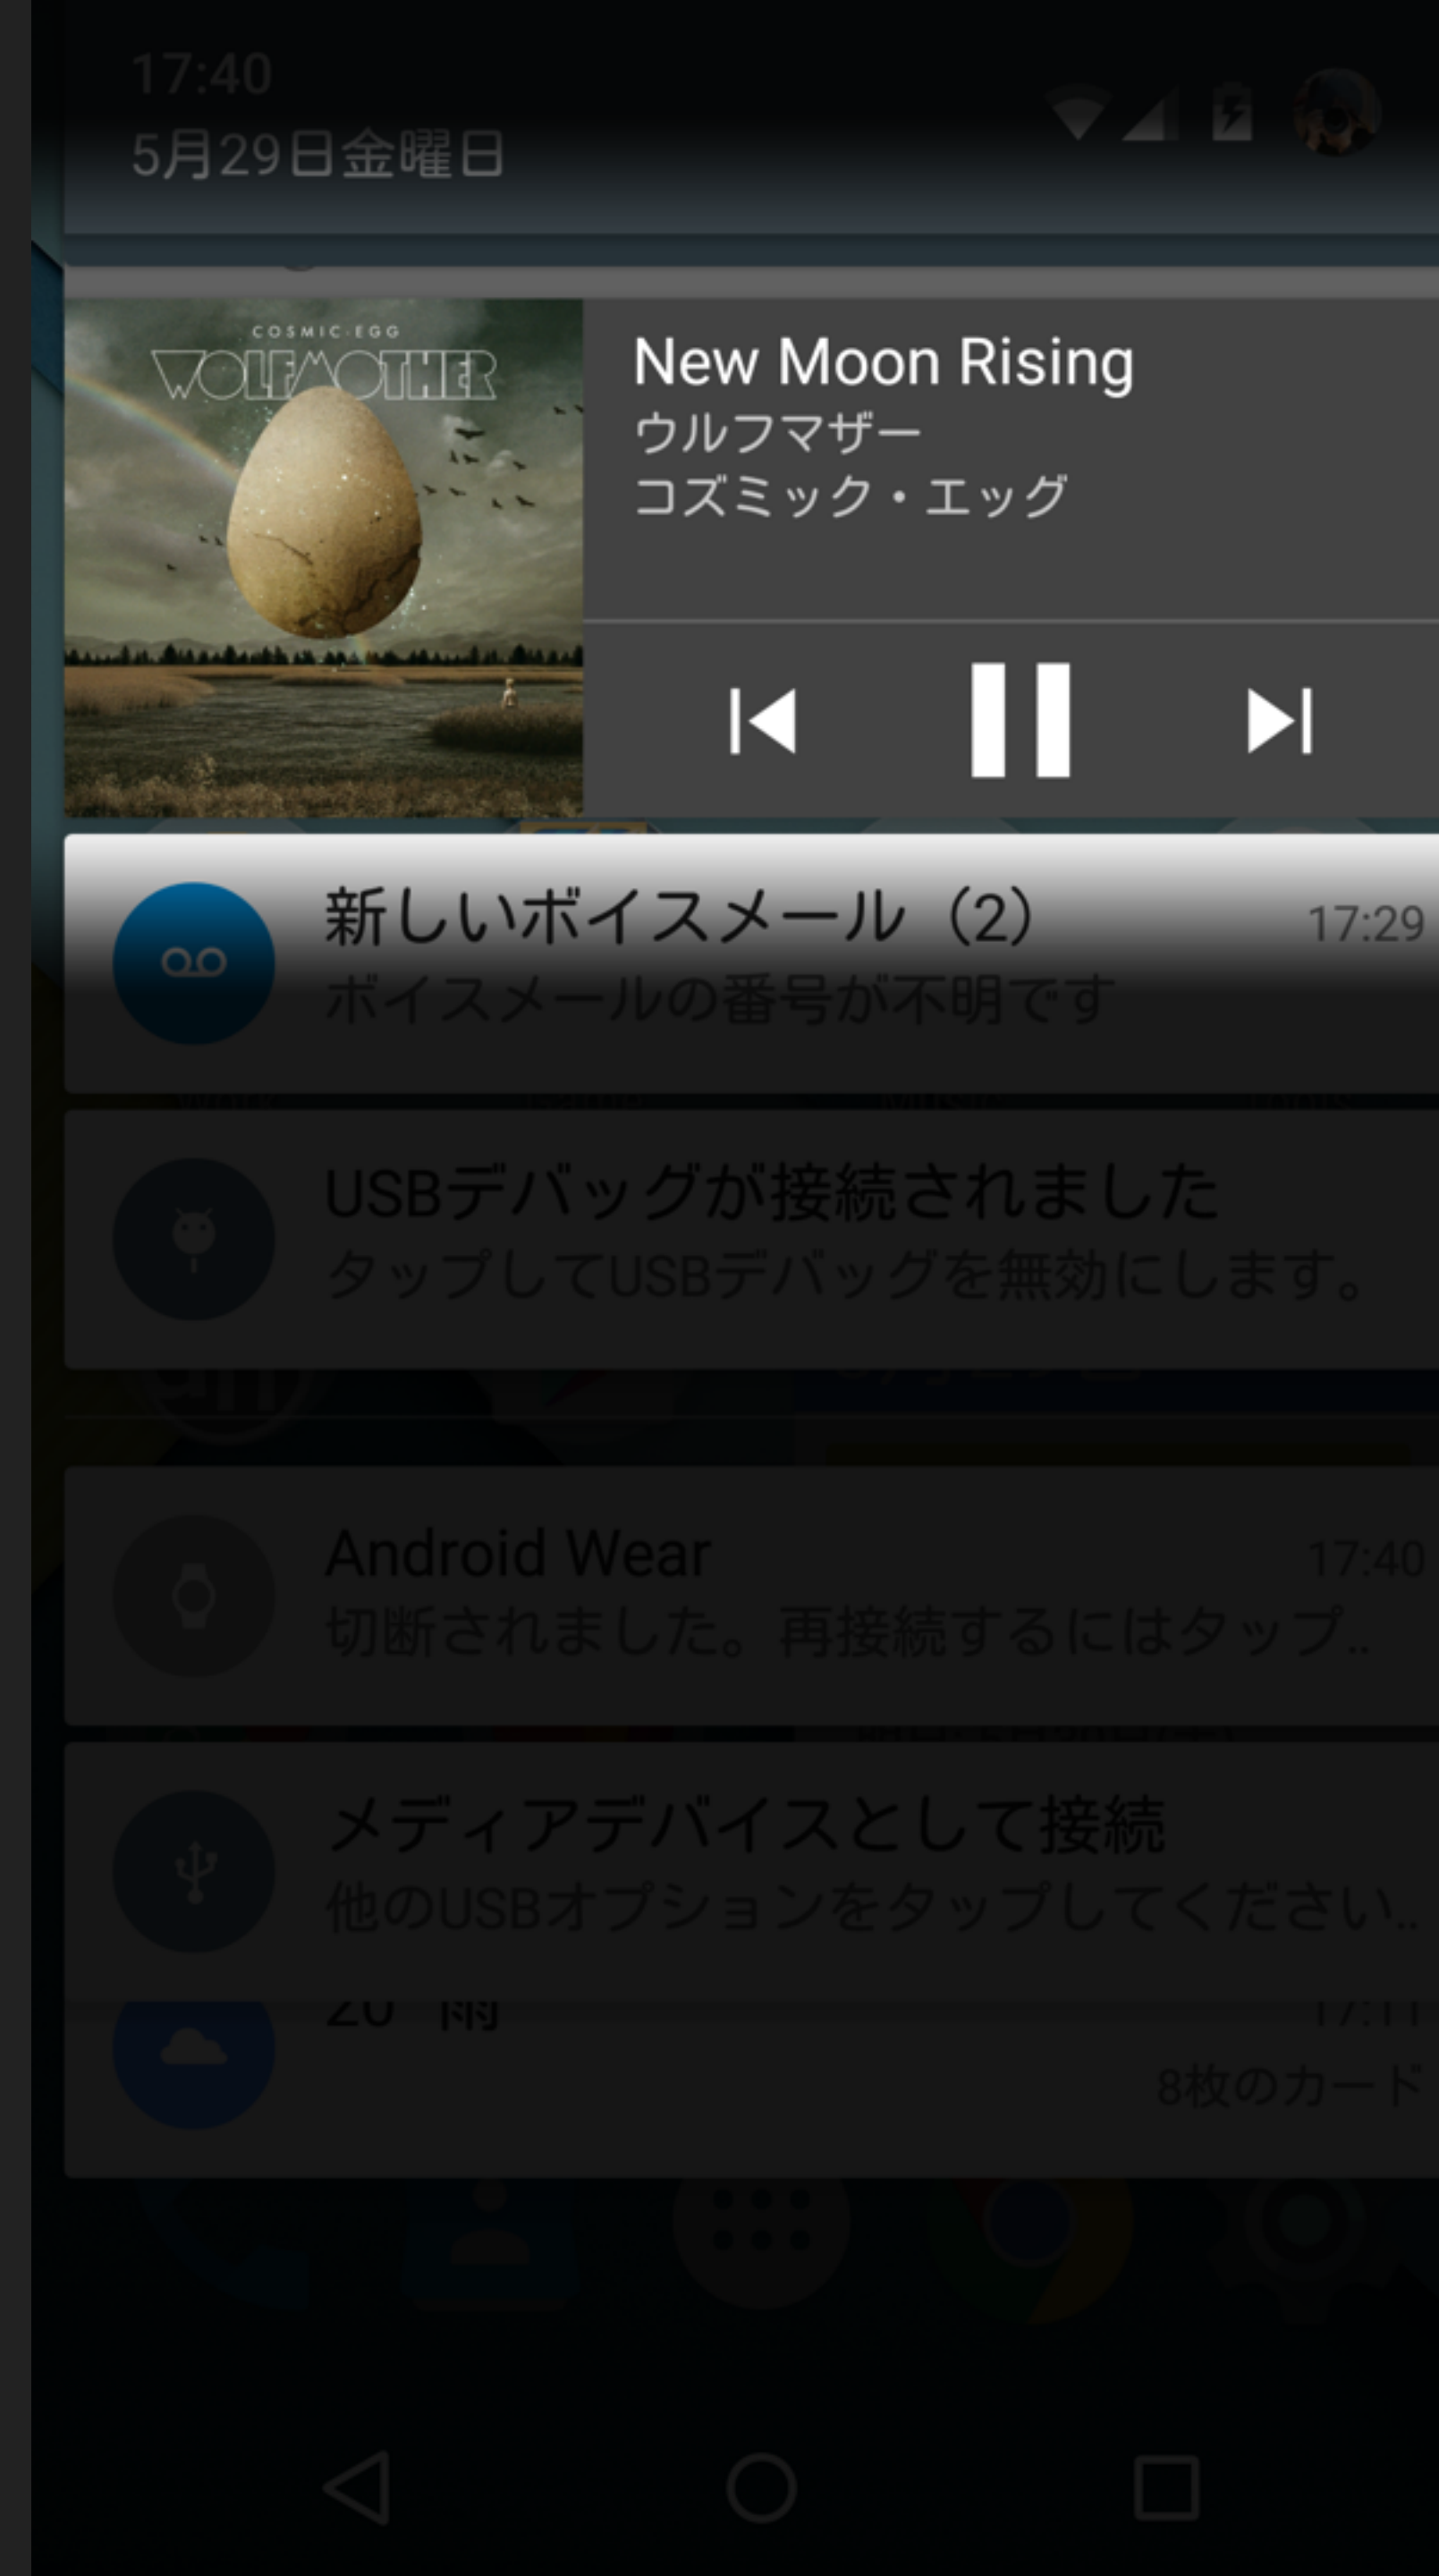 17:40
5月29日金曜日
COSMIC EGG
WOLFMOTHER
New Moon Rising
ウルフマザー
コズミック・エッグ
新しいボイスメール（2）
17:29
ボイスメールの番号が不明です
USBデバッグが接続されました
タップしてUSBデバッグを無効にします。
Android Wear
17:40
切断されました。再接続するにはタップ..
メディアデバイスとして接続
他のUSBオプションをタップしてください..
8枚のカード